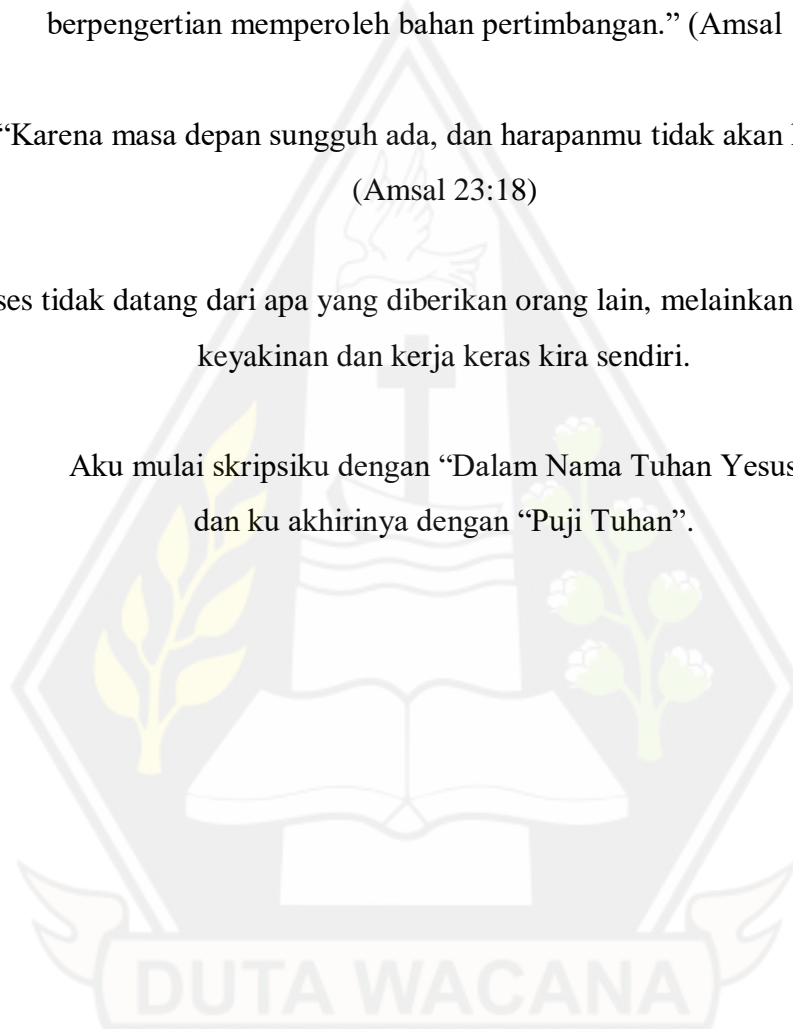 berpengertian memperoleh bahan pertimbangan.” (Amsal
“Karena masa depan sungguh ada, dan harapanmu tidak akan
(Amsal 23:18)
ses tidak datang dari apa yang diberikan orang lain, melainkan
keyakinan dan kerja keras kira sendiri.
Aku mulai skripsiku dengan “Dalam Nama Tuhan Yesus
dan ku akhirinya dengan “Puji Tuhan”.
DUTA WACANA